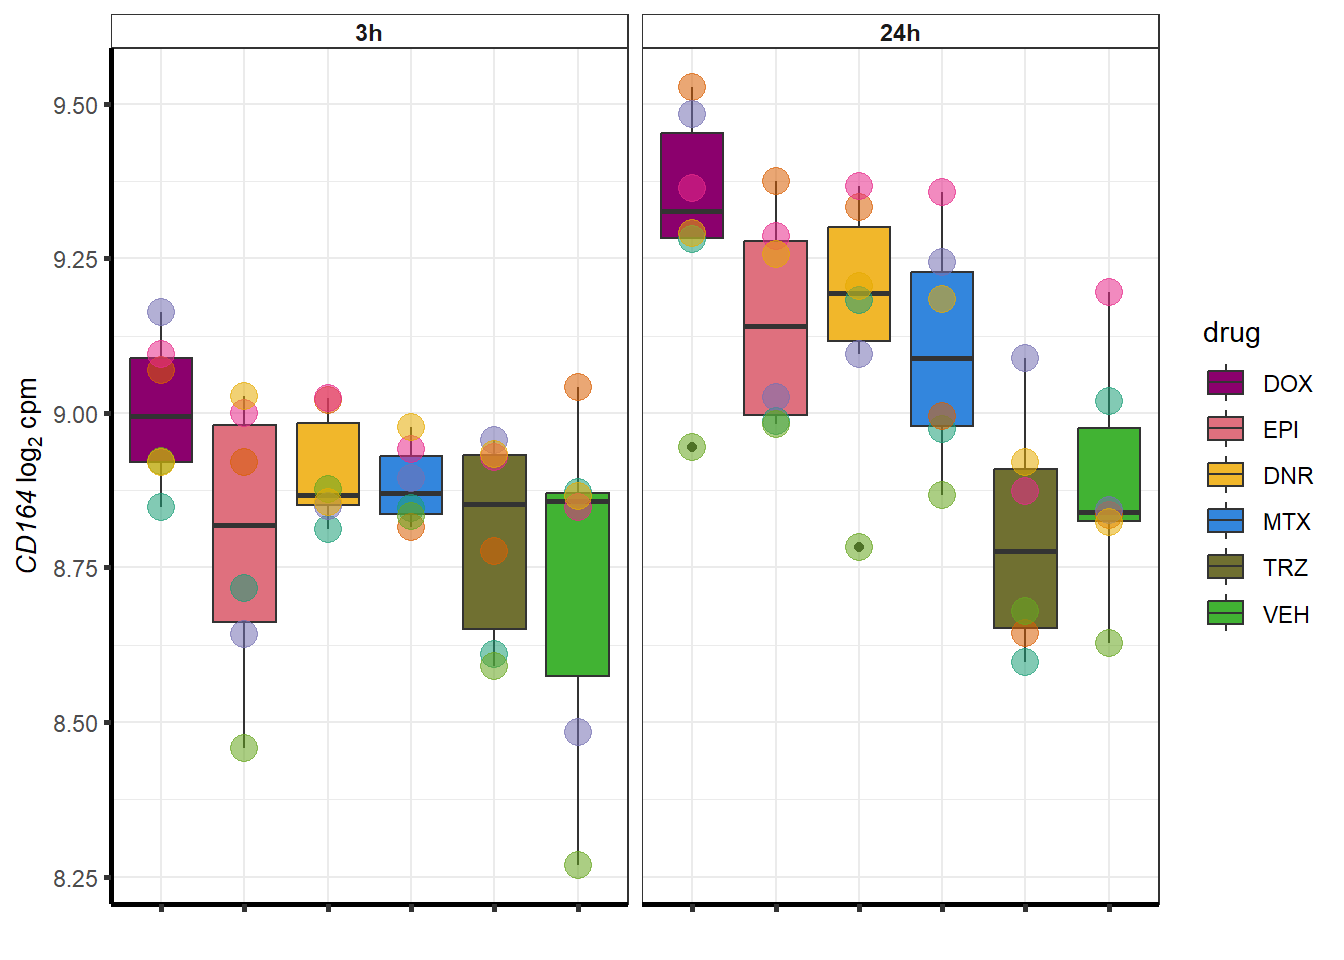 3h
24h
9.50
9.25
9.00
8.75
8.50
8.25
CD164 log2 cpm
drug
DOX
EPI
DNR
MTX
TRZ
VEH